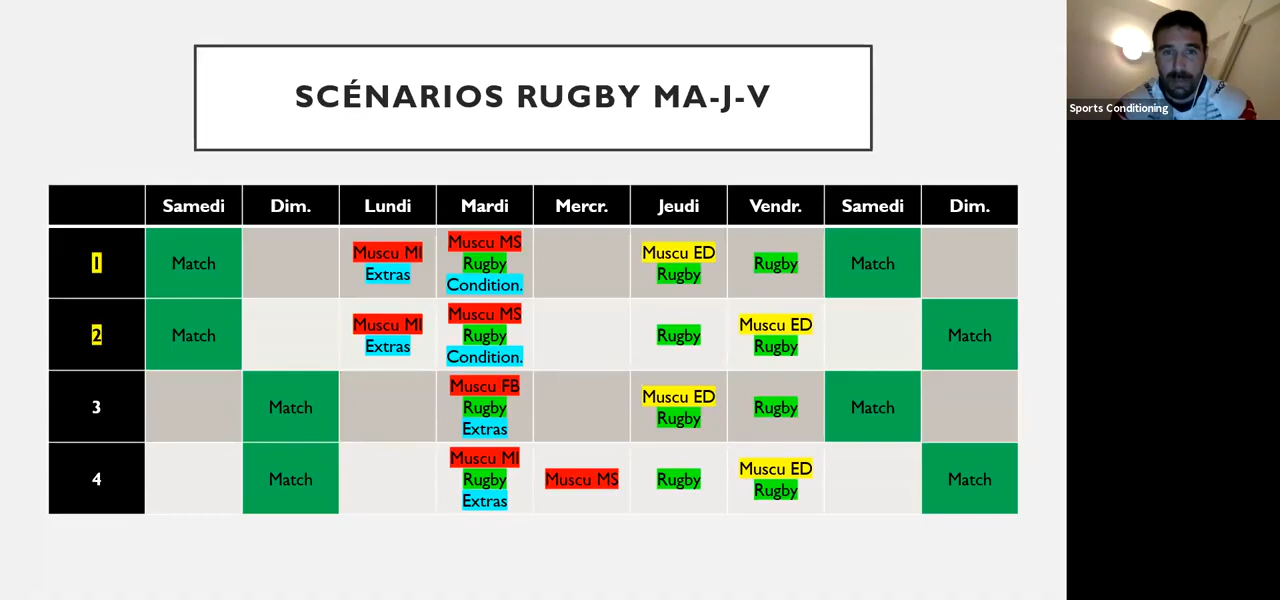 SCÉNARIOS RUGBY MA-J-V
Sports Conditioning
Samedi Dim. Lundi Mardi Mercr. Jeudi Vendr. Samedi Dim.
1 Match Muscu MI Extras Muscu MS Rugby Condition. Muscu ED Rugby Rugby Match
2 Match Muscu MI Extras Muscu MS Rugby Condition. Rugby Muscu ED Rugby Match
3 Match Muscu FB Rugby Extras Muscu ED Rugby Rugby Match
4 Match Muscu MI Rugby Extras Muscu MS Rugby Muscu ED Rugby Match